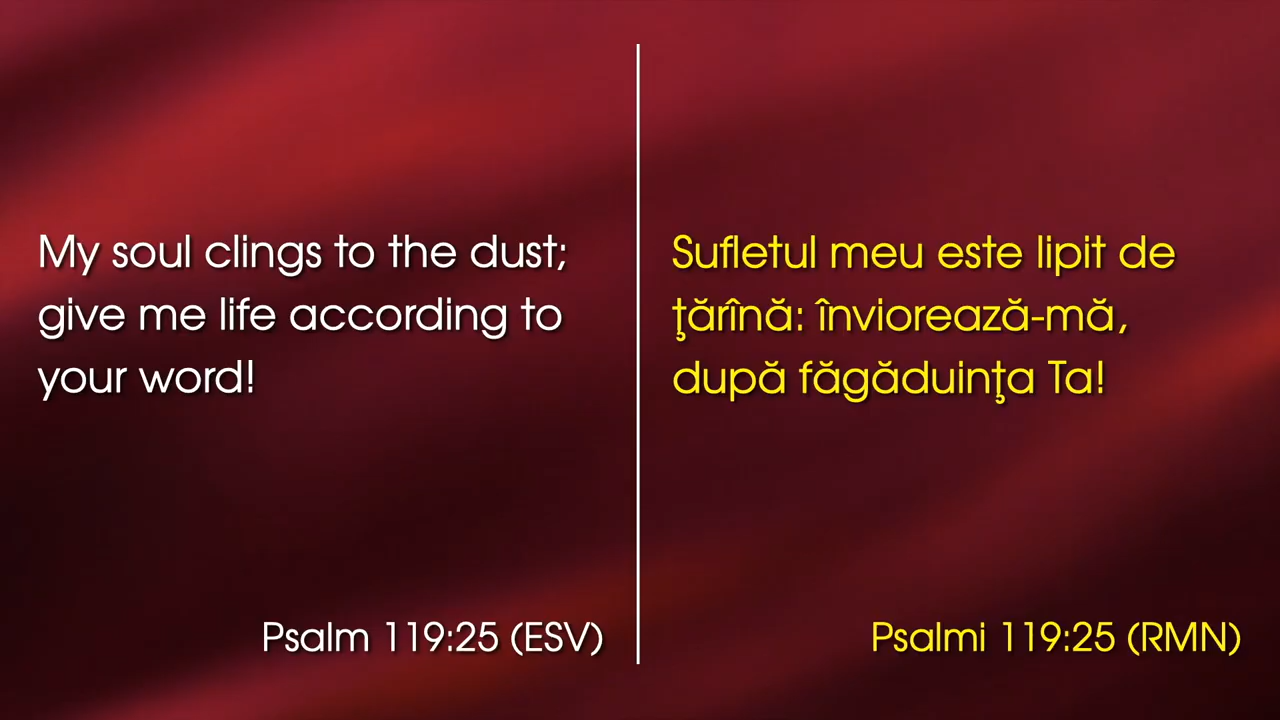 My soul clings to the dust;
give me life according to
your word!
Psalm 119:25 (ESV)
Sufletul meu este lipit de
ţărînă: înviorează-mă,
după făgăduinţa Ta!
Psalmi 119:25 (RMN)